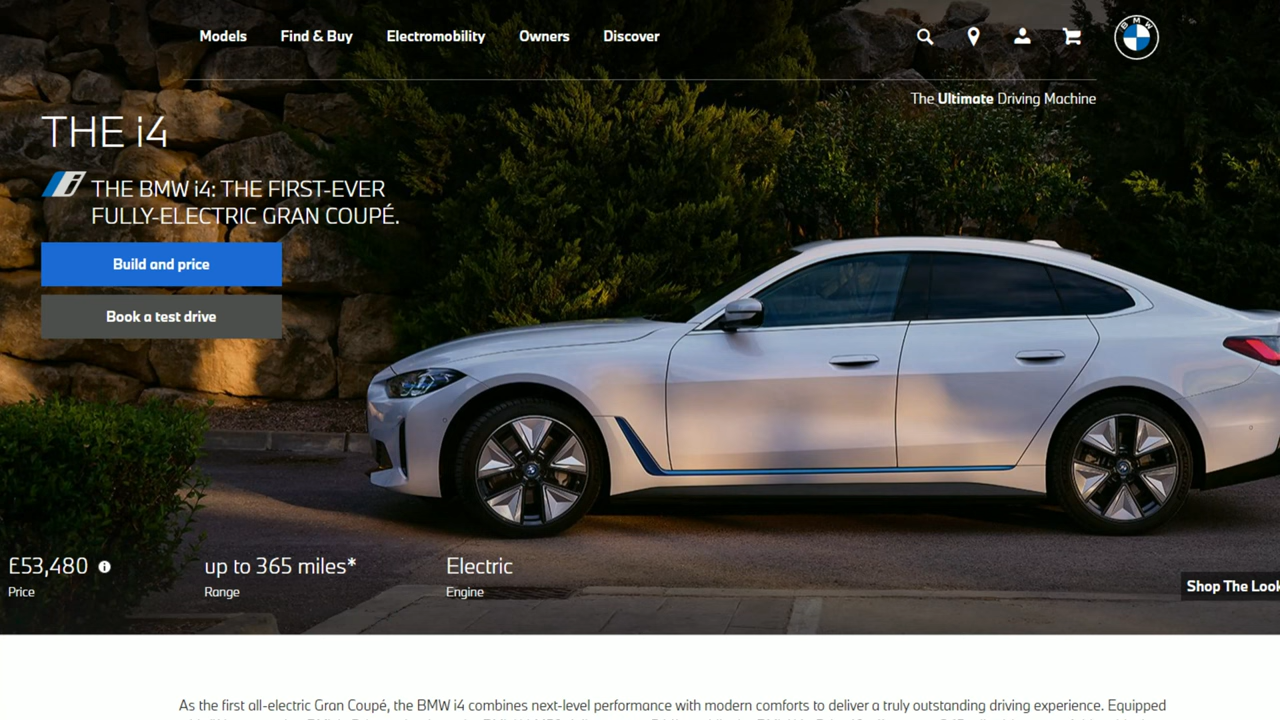 Models Find & Buy Electromobility Owners Discover
BMW
The Ultimate Driving Machine
THE i4
THE BMW i4: THE FIRST-EVER
FULLY-ELECTRIC GRAN COUPÉ.
Build and price
Book a test drive
£53,480 up to 365 miles* Electric
Price Range Engine
Shop The Look
As the first all-electric Gran Coupé, the BMW i4 combines next-level performance with modern comforts to deliver a truly outstanding driving experience. Equipped